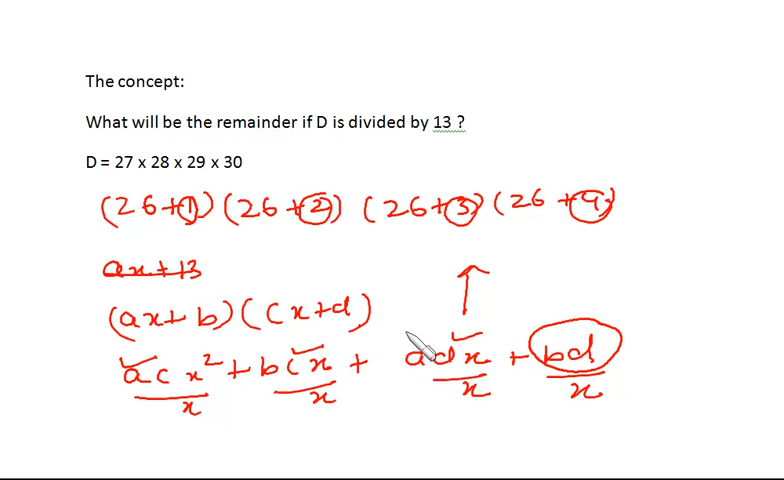 The concept:
What will be the remainder if D is divided by 13 ?
D = 27 x 28 x 29 x 30
(26+1) (26+2) (26+3) (26+4)
ax+13
(ax+b) (cx+d)
acx²/x + bcx/x + adx/x + bd/x